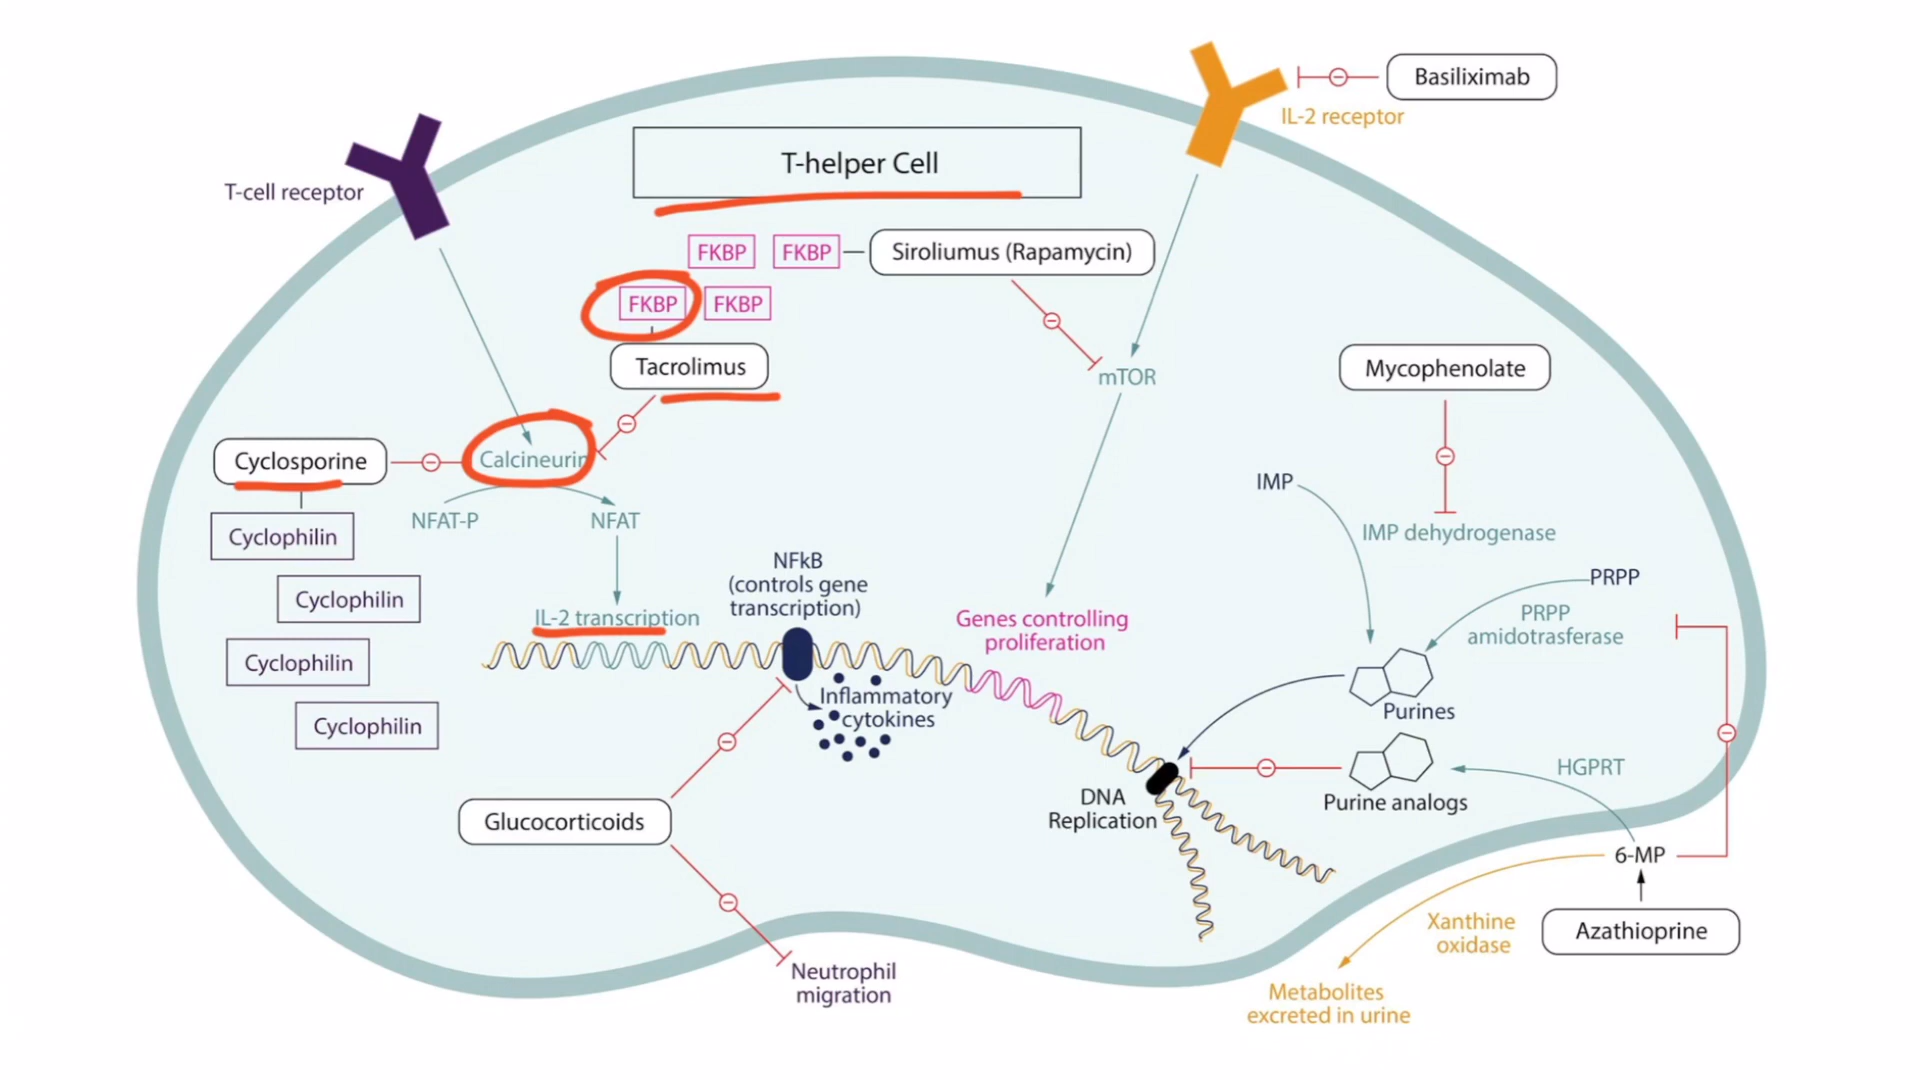 Basiliximab
IL-2 receptor
T-helper Cell
T-cell receptor
FKBP
FKBP
Siroliumus (Rapamycin)
FKBP
FKBP
Tacrolimus
mTOR
Mycophenolate
Cyclosporine
Calcineurin
IMP
NFAT-P
NFAT
IMP dehydrogenase
Cyclophilin
NFkB
(controls gene
transcription)
PRPP
PRPP
amidotrasferase
Cyclophilin
IL-2 transcription
Genes controlling
proliferation
Cyclophilin
Inflammatory
cytokines
Purines
Cyclophilin
HGPRT
Purine analogs
DNA
Replication
Glucocorticoids
6-MP
Xanthine
oxidase
Azathioprine
Neutrophil
migration
Metabolites
excreted in urine